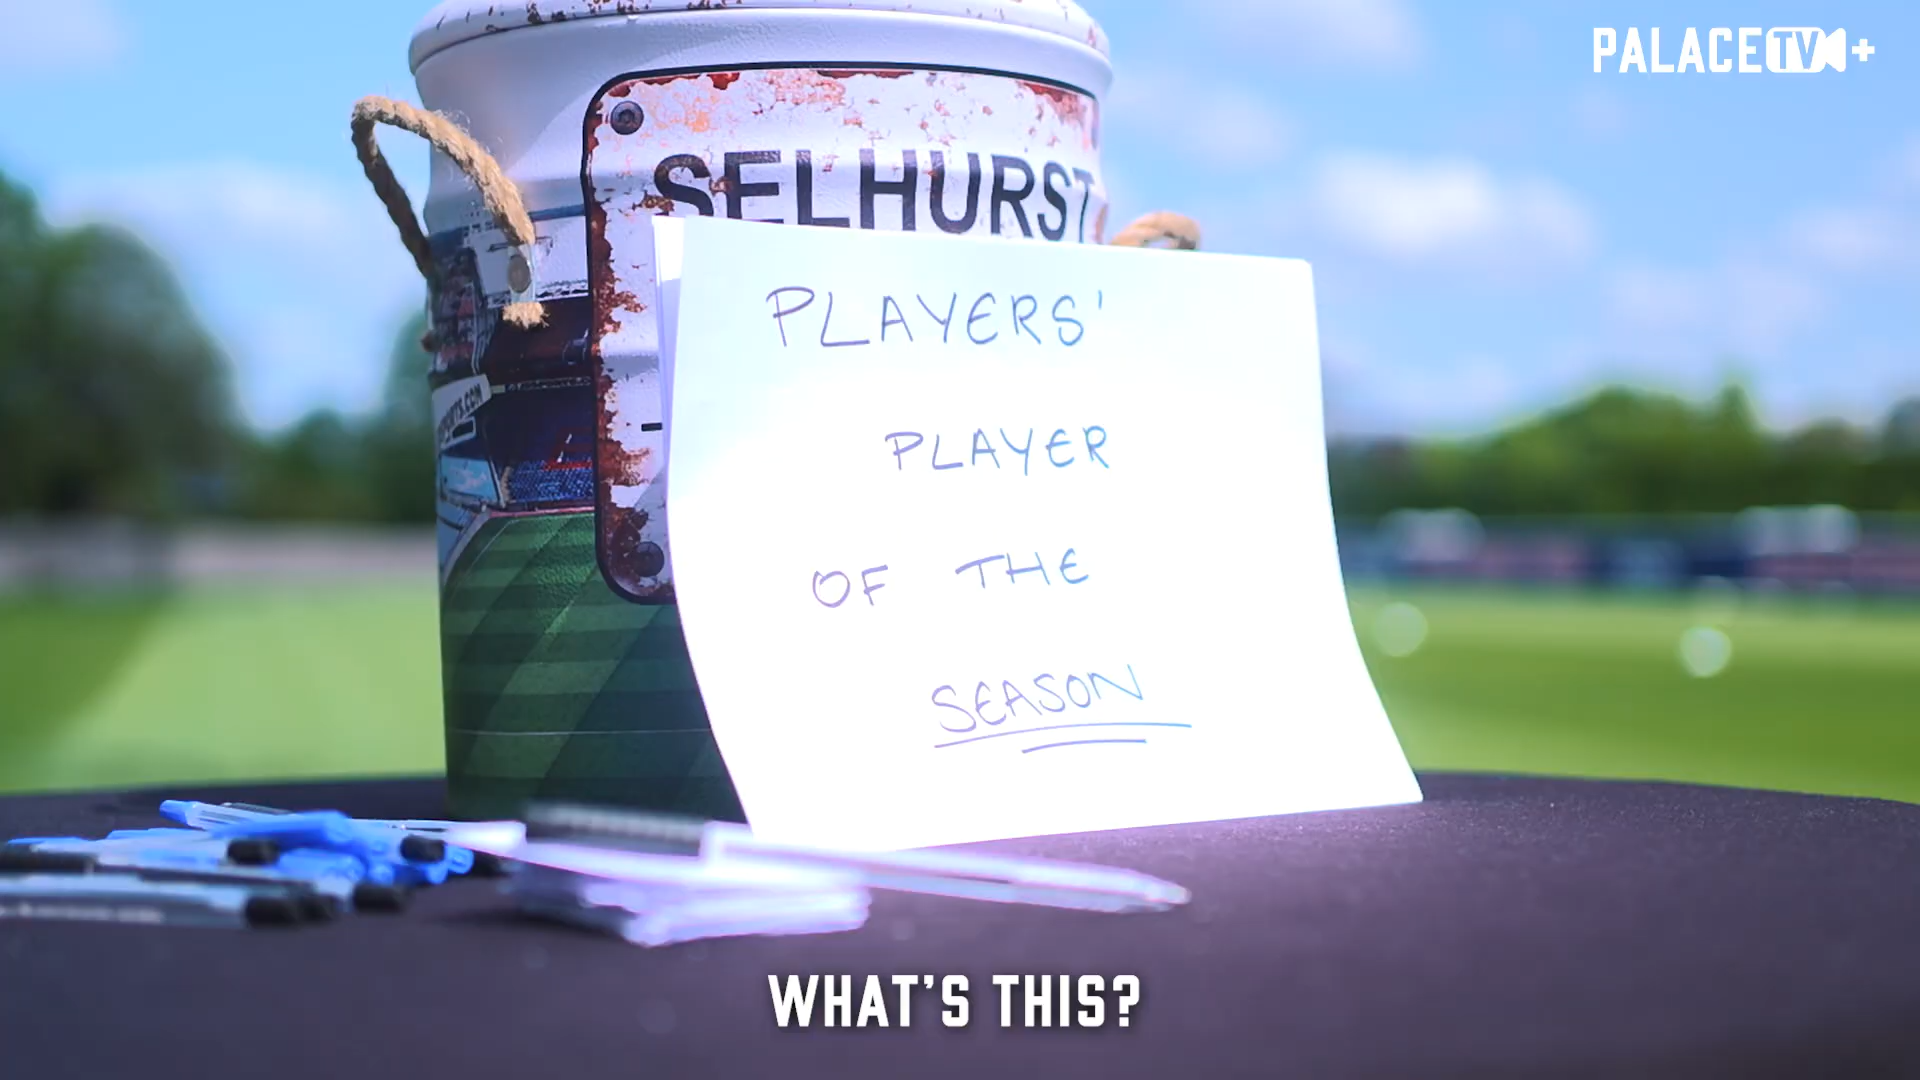 PALACE TV +
SELHURST
PLAYERS'
PLAYER
OF THE
SEASON
WHAT'S THIS?